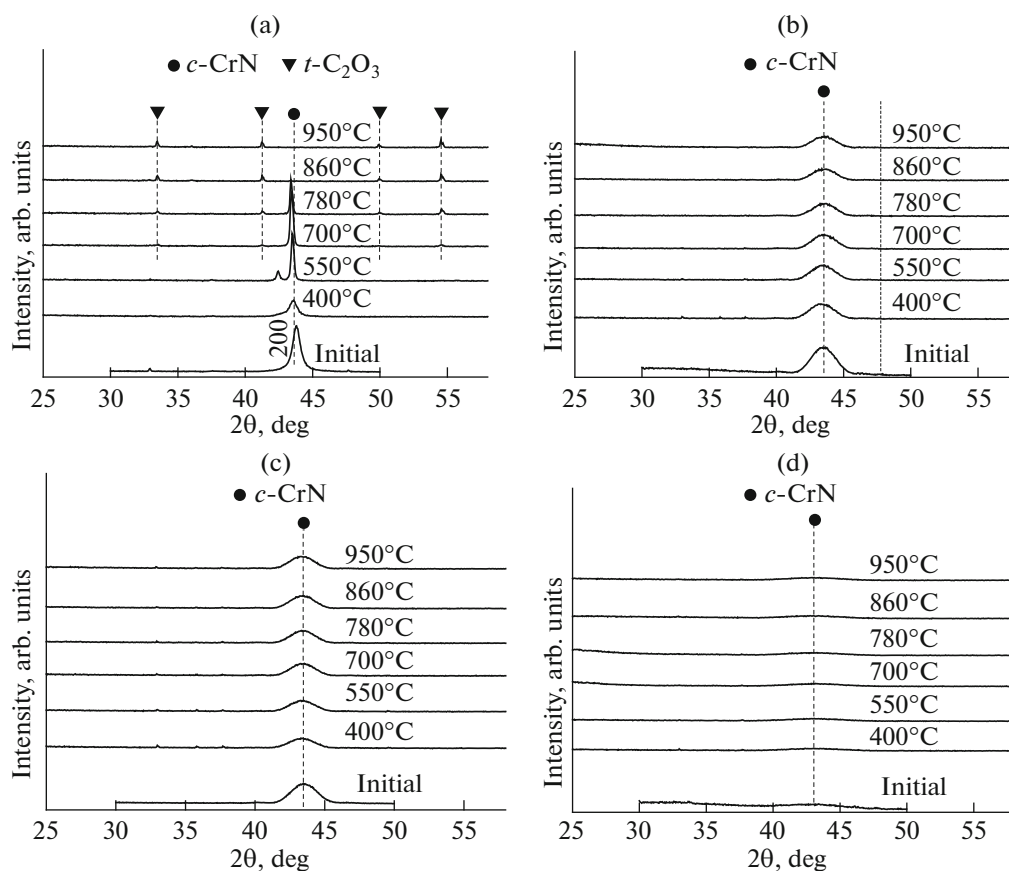 (a)
● c-CrN ▼ t-C₂O₃
950°C
860°C
780°C
700°C
550°C
400°C
200
Initial
Intensity, arb. units
25 35 40 45 50 55
2θ, deg
(b)
● c-CrN
950°C
860°C
780°C
700°C
550°C
400°C
Initial
Intensity, arb. units
25 35 40 45 50 55
2θ, deg
(c)
● c-CrN
950°C
860°C
780°C
700°C
550°C
400°C
Initial
Intensity, arb. units
25 35 40 45 50 55
2θ, deg
(d)
● c-CrN
950°C
860°C
780°C
700°C
550°C
400°C
Initial
Intensity, arb. units
25 35 40 45 50 55
2θ, deg